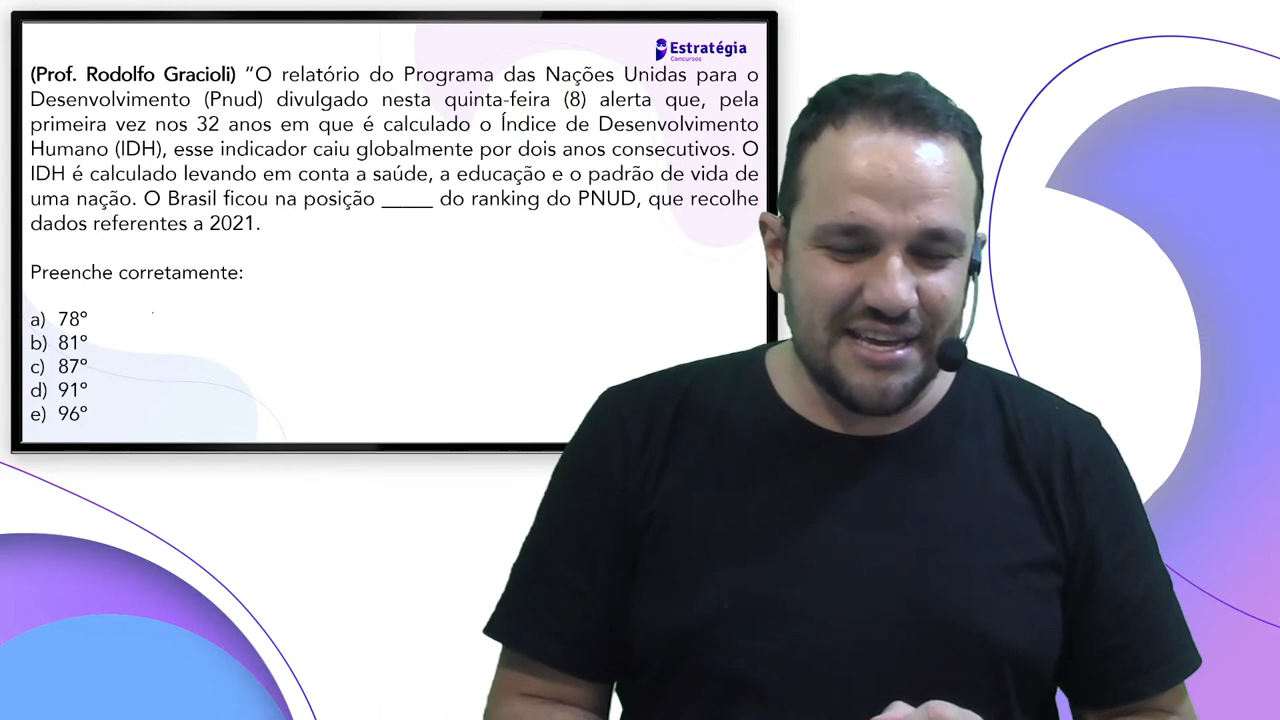 Estratégia
Concursos
(Prof. Rodolfo Gracioli) “O relatório do Programa das Nações Unidas para o
Desenvolvimento (Pnud) divulgado nesta quinta-feira (8) alerta que, pela
primeira vez nos 32 anos em que é calculado o Índice de Desenvolvimento
Humano (IDH), esse indicador caiu globalmente por dois anos consecutivos. O
IDH é calculado levando em conta a saúde, a educação e o padrão de vida de
uma nação. O Brasil ficou na posição _____ do ranking do PNUD, que recolhe
dados referentes a 2021.
Preenche corretamente:
a) 78º
b) 81º
c) 87º
d) 91º
e) 96º